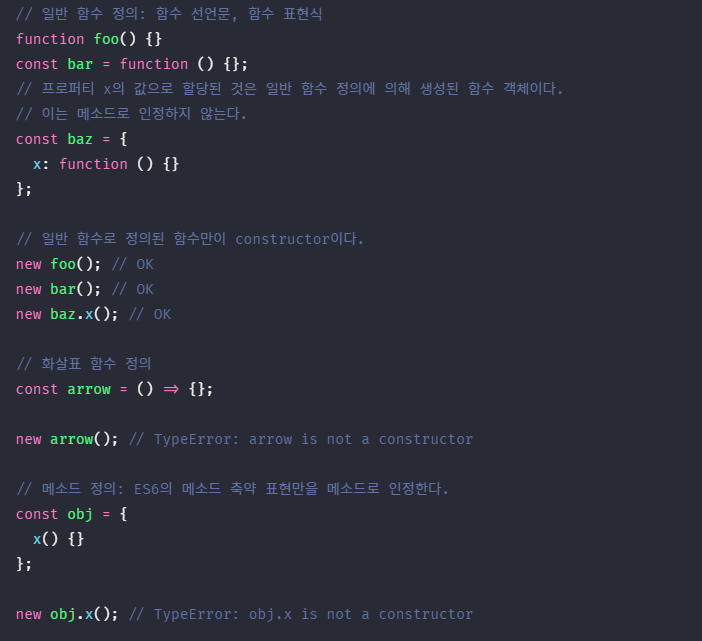 // 일반 함수 정의: 함수 선언문, 함수 표현식
function foo() {}
const bar = function () {};
// 프로퍼티 x의 값으로 할당된 것은 일반 함수 정의에 의해 생성된 함수 객체이다.
// 이는 메소드로 인정하지 않는다.
const baz = {
  x: function () {}
};

// 일반 함수로 정의된 함수만이 constructor이다.
new foo(); // OK
new bar(); // OK
new baz.x(); // OK

// 화살표 함수 정의
const arrow = () => {};

new arrow(); // TypeError: arrow is not a constructor

// 메소드 정의: ES6의 메소드 축약 표현만을 메소드로 인정한다.
const obj = {
  x() {}
};

new obj.x(); // TypeError: obj.x is not a constructor